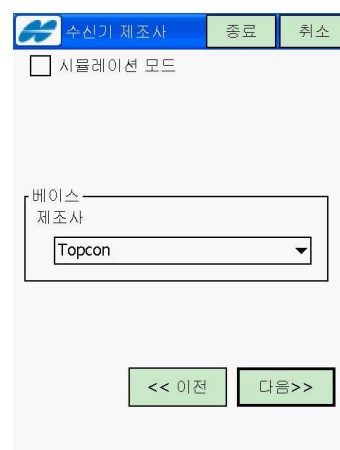 수신기 제조사 종료 취소
시뮬레이션 모드
베이스
제조사
Topcon
<< 이전 다음>>